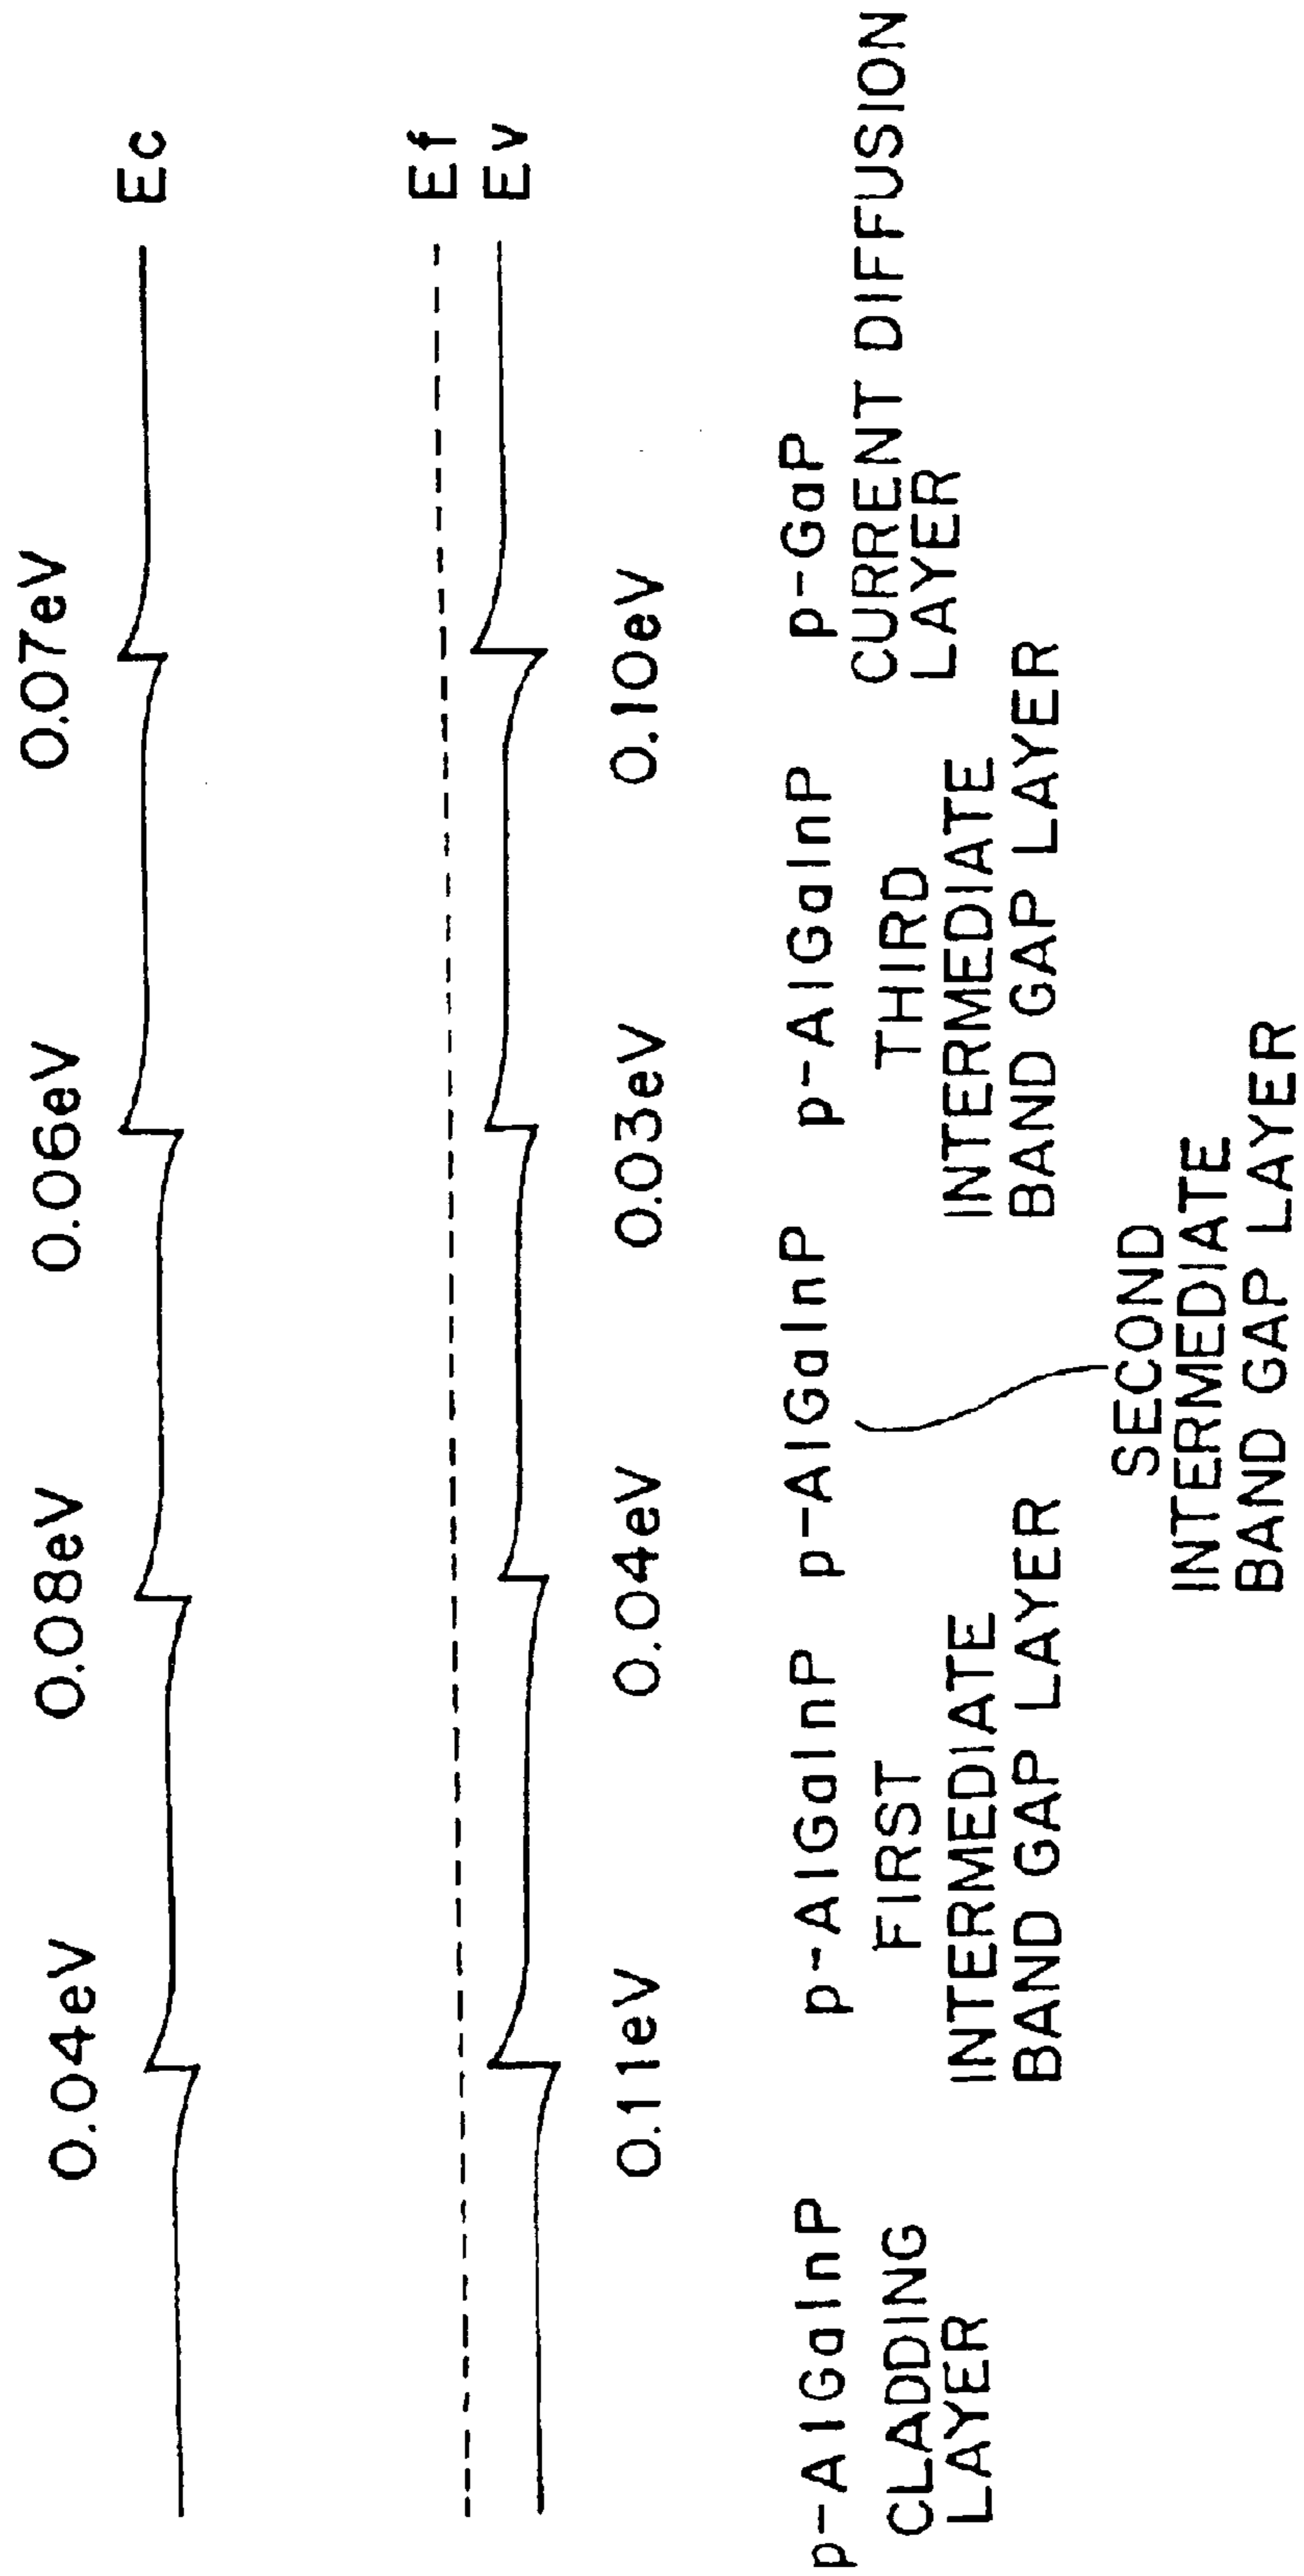 0.04eV
0.08eV
0.06eV
0.07eV
Ec
Ef
Ev
0.11eV
0.04eV
0.03eV
0.10eV
p-AlGaInP
CLADDING
LAYER
p-AlGaInP
FIRST
INTERMEDIATE
BAND GAP LAYER
p-AlGaInP
SECOND
INTERMEDIATE
BAND GAP LAYER
p-AlGaInP
THIRD
INTERMEDIATE
BAND GAP LAYER
p-GaP
CURRENT DIFFUSION
LAYER